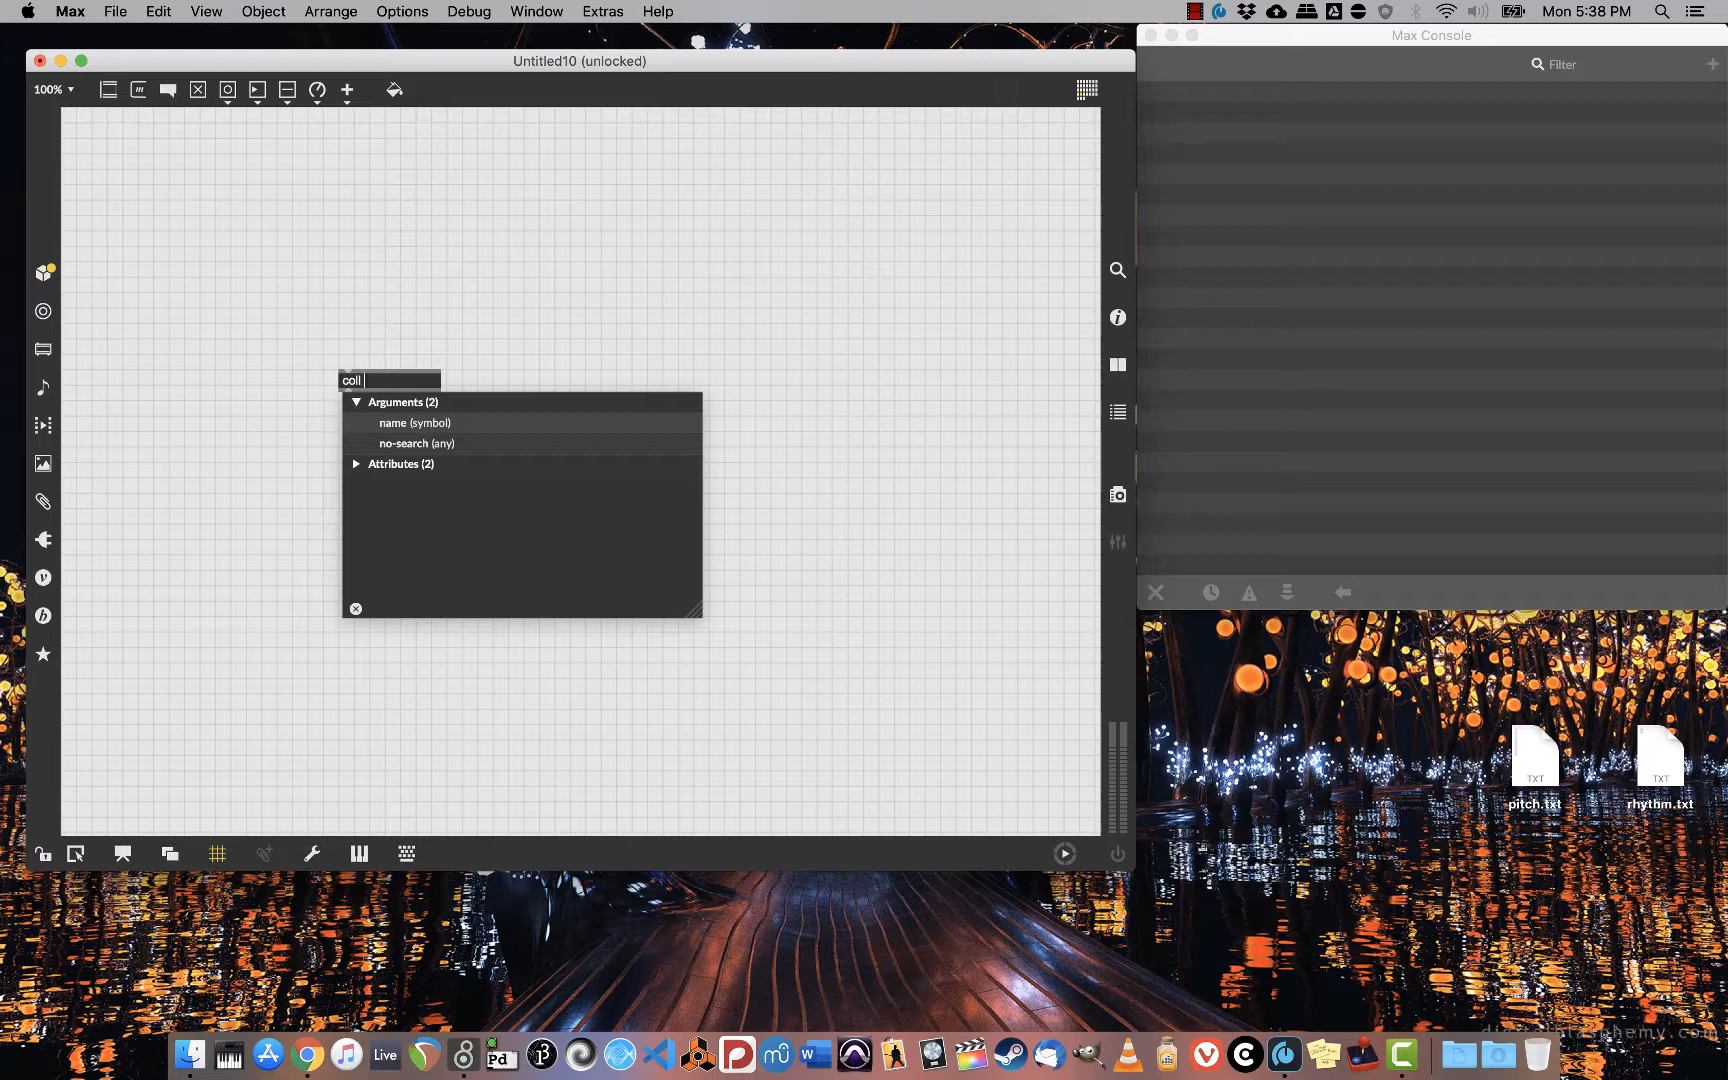 Max File Edit View Object Arrange Options Debug Window Extras Help
Mon 5:38 PM
Untitled10 (unlocked)
Max Console
100%
Filter
coll
Arguments (2)
name (symbol)
no-search (any)
Attributes (2)
TXT
TXT
pitch.txt
rhythm.txt
Live
Pd
W